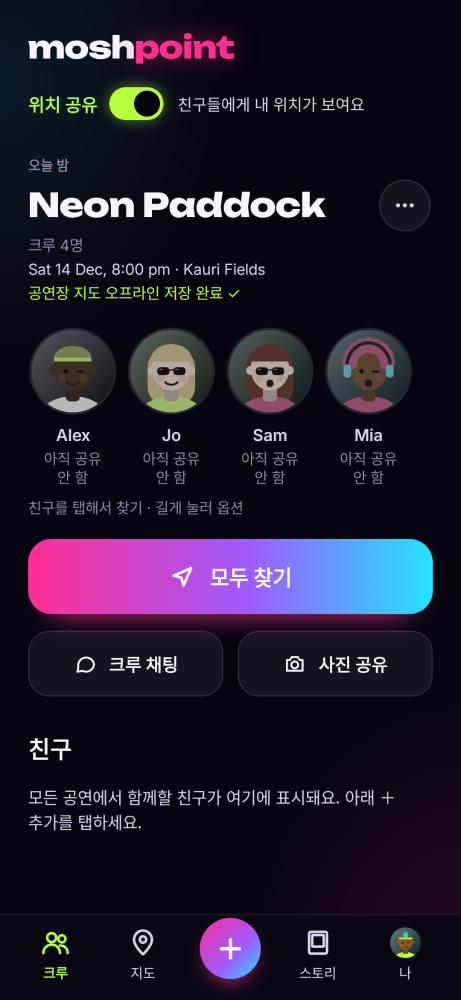 moshpoint
위치 공유
친구들에게 내 위치가 보여요
오늘 밤
Neon Paddock
크루 4명
Sat 14 Dec, 8:00 pm · Kauri Fields
공연장 지도 오프라인 저장 완료 ✓
Alex
Jo
Sam
Mia
아직 공유
안 함
아직 공유
안 함
아직 공유
안 함
아직 공유
안 함
친구를 탭해서 찾기 · 길게 눌러 옵션
모두 찾기
크루 채팅
사진 공유
친구
모든 공연에서 함께할 친구가 여기에 표시돼요. 아래 +
추가를 탭하세요.
크루
지도
스토리
나